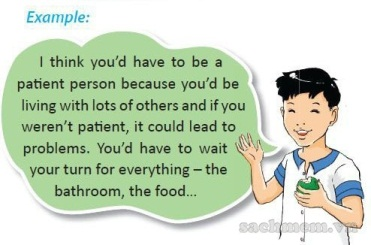 Example:
I think you'd have to be a
patient person because you'd be
living with lots of others and if you
weren't patient, it could lead to
problems. You'd have to wait
your turn for everything – the
bathroom, the food...
sachmem.vn